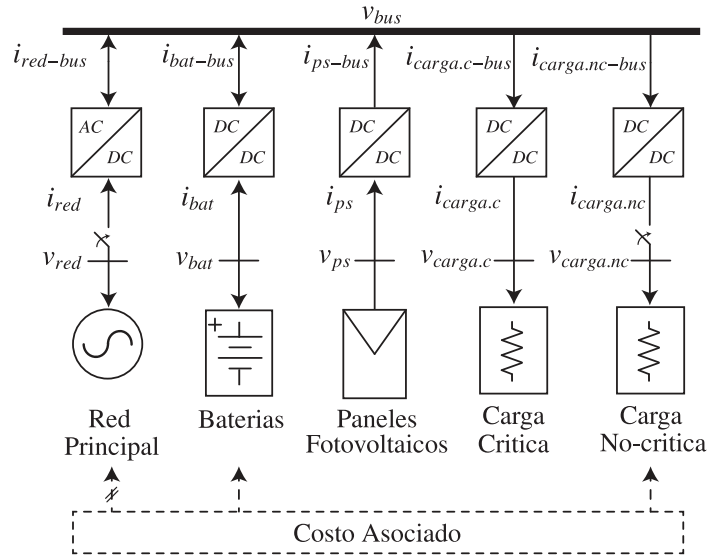 v_bus
i_red-bus i_bat-bus i_ps-bus i_carga.c-bus i_carga.nc-bus
AC DC DC DC DC
DC DC DC DC DC
i_red i_bat i_ps i_carga.c i_carga.nc
v_red v_bat v_ps v_carga.c v_carga.nc
+
Red Baterias Paneles Carga Carga
Principal Fotovoltaicos Critica No-critica
Costo Asociado